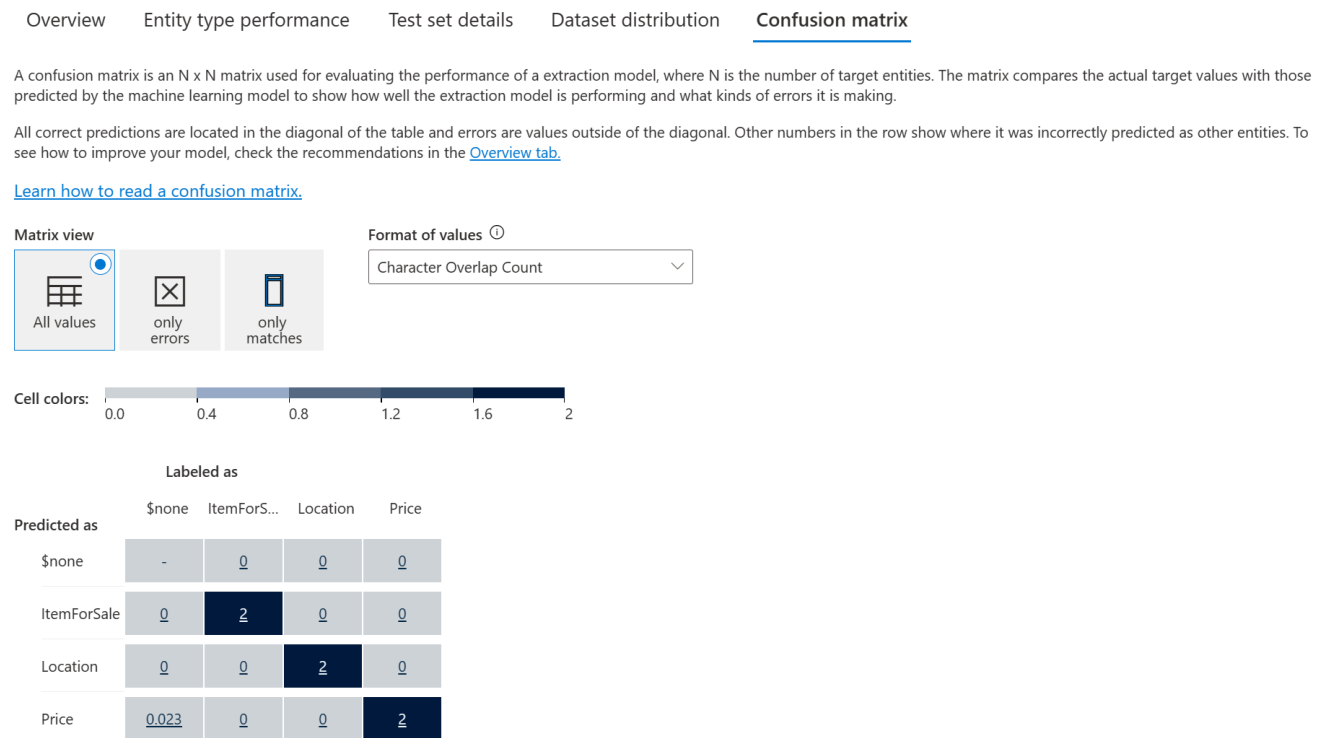 Overview Entity type performance Test set details Dataset distribution Confusion matrix
A confusion matrix is an N x N matrix used for evaluating the performance of a extraction model, where N is the number of target entities. The matrix compares the actual target values with those
predicted by the machine learning model to show how well the extraction model is performing and what kinds of errors it is making.
All correct predictions are located in the diagonal of the table and errors are values outside of the diagonal. Other numbers in the row show where it was incorrectly predicted as other entities. To
see how to improve your model, check the recommendations in the Overview tab.
Learn how to read a confusion matrix.
Matrix view
Format of values
Character Overlap Count
All values
only
errors
only
matches
Cell colors:
0.0 0.4 0.8 1.2 1.6 2
Labeled as
$none ItemForS... Location Price
Predicted as
$none - 0 0 0
ItemForSale 0 2 0 0
Location 0 0 2 0
Price 0.023 0 0 2